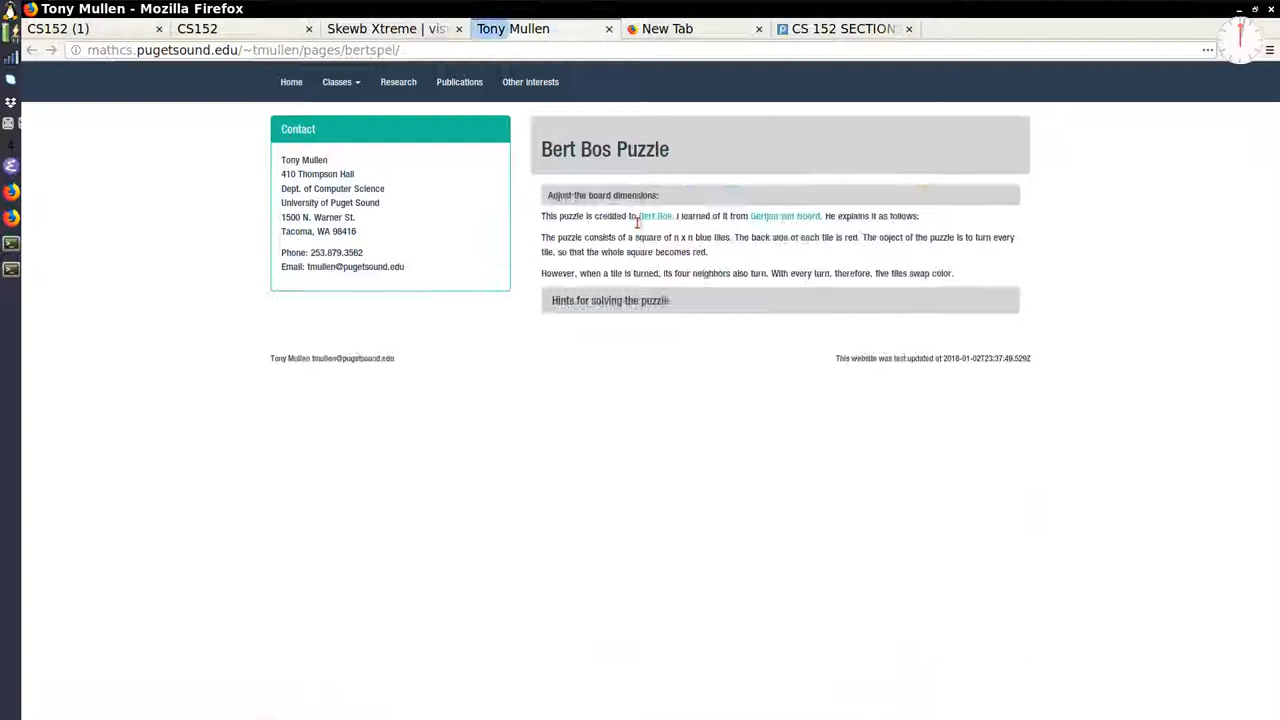 Tony Mullen - Mozilla Firefox
CS152 (1)
CS152
Skewb Xtreme | vis
Tony Mullen
New Tab
CS 152 SECTION
mathcs.pugetsound.edu/~tmullen/pages/bertspel/
Home
Classes
Research
Publications
Other interests
Contact
Tony Mullen
410 Thompson Hall
Dept. of Computer Science
University of Puget Sound
1500 N. Warner St.
Tacoma, WA 98416
Phone: 253.879.3562
Email: tmullen@pugetsound.edu
Bert Bos Puzzle
Adjust the board dimensions:
This puzzle is credited to Bert Bos. I learned of it from Gertjan van Noord. He explains it as follows:
The puzzle consists of a square of n x n blue tiles. The back side of each tile is red. The object of the puzzle is to turn every
tile, so that the whole square becomes red.
However, when a tile is turned, its four neighbors also turn. With every turn, therefore, five tiles swap color.
Hints for solving the puzzle
Tony Mullen tmullen@pugetsound.edu
This website was last updated at 2018-01-02T23:37:49.529Z